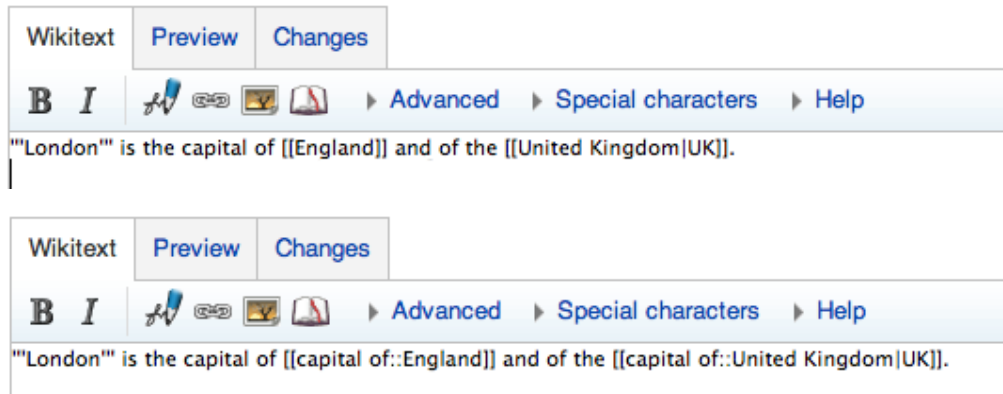 Wikitext Preview Changes
B I Advanced Special characters Help
'''London''' is the capital of [[England]] and of the [[United Kingdom|UK]].
Wikitext Preview Changes
B I Advanced Special characters Help
'''London''' is the capital of [[capital of::England]] and of the [[capital of::United Kingdom|UK]].